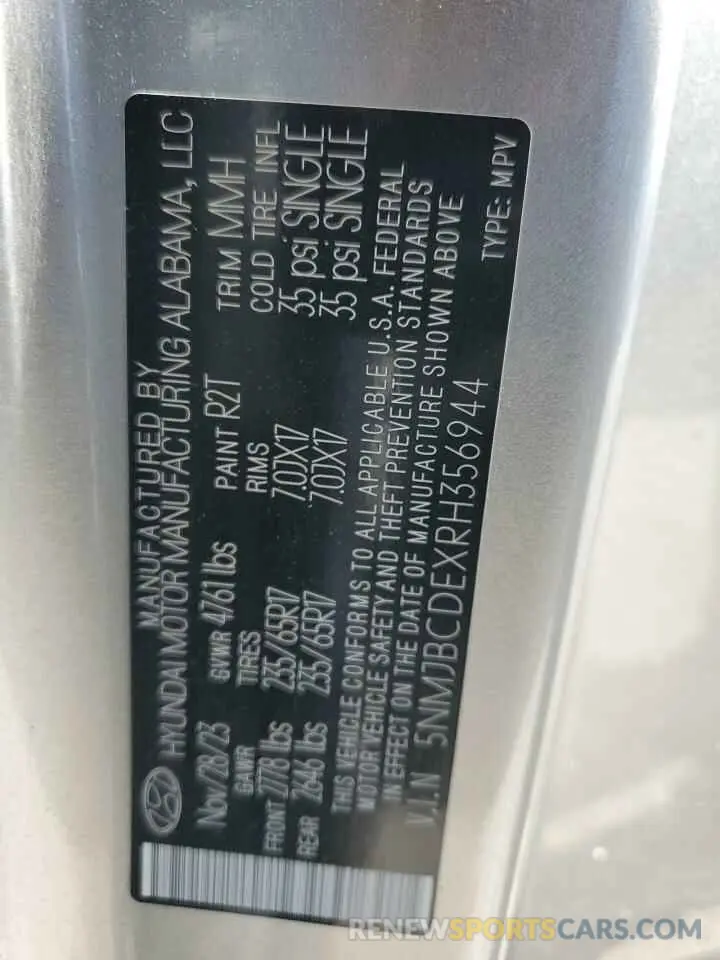 MANUFACTURED BY
HYUNDAI MOTOR MANUFACTURING ALABAMA, LLC
Nov/28/23 GVWR 4761 lbs PAINT R2T TRIM MMH
GAWR TIRES RIMS COLD TIRE INFL
FRONT 2778 lbs 235/65R17 7.0JX17 35 psi SINGLE
REAR 2646 lbs 235/65R17 7.0JX17 35 psi SINGLE
THIS VEHICLE CONFORMS TO ALL APPLICABLE U.S.A. FEDERAL
MOTOR VEHICLE SAFETY AND THEFT PREVENTION STANDARDS
IN EFFECT ON THE DATE OF MANUFACTURE SHOWN ABOVE
V.I.N 5NMJBCDEXRH356944
TYPE: MPV
RENEWSPORTCARS.COM